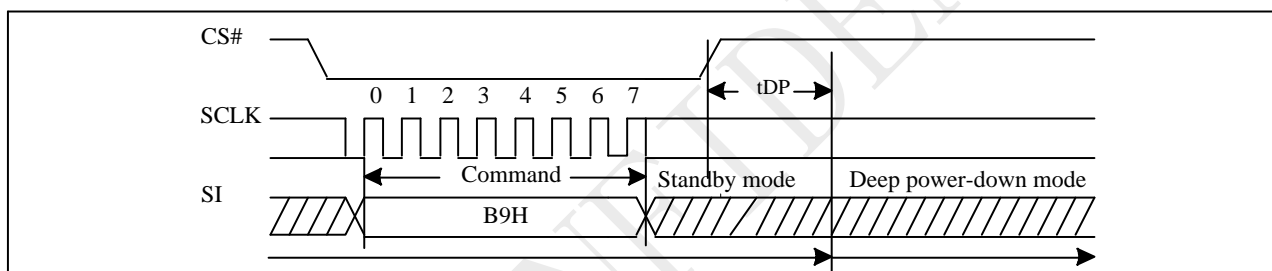 CS#
tDP
0 1 2 3 4 5 6 7
SCLK
Command
Standby mode
Deep power-down mode
SI
B9H